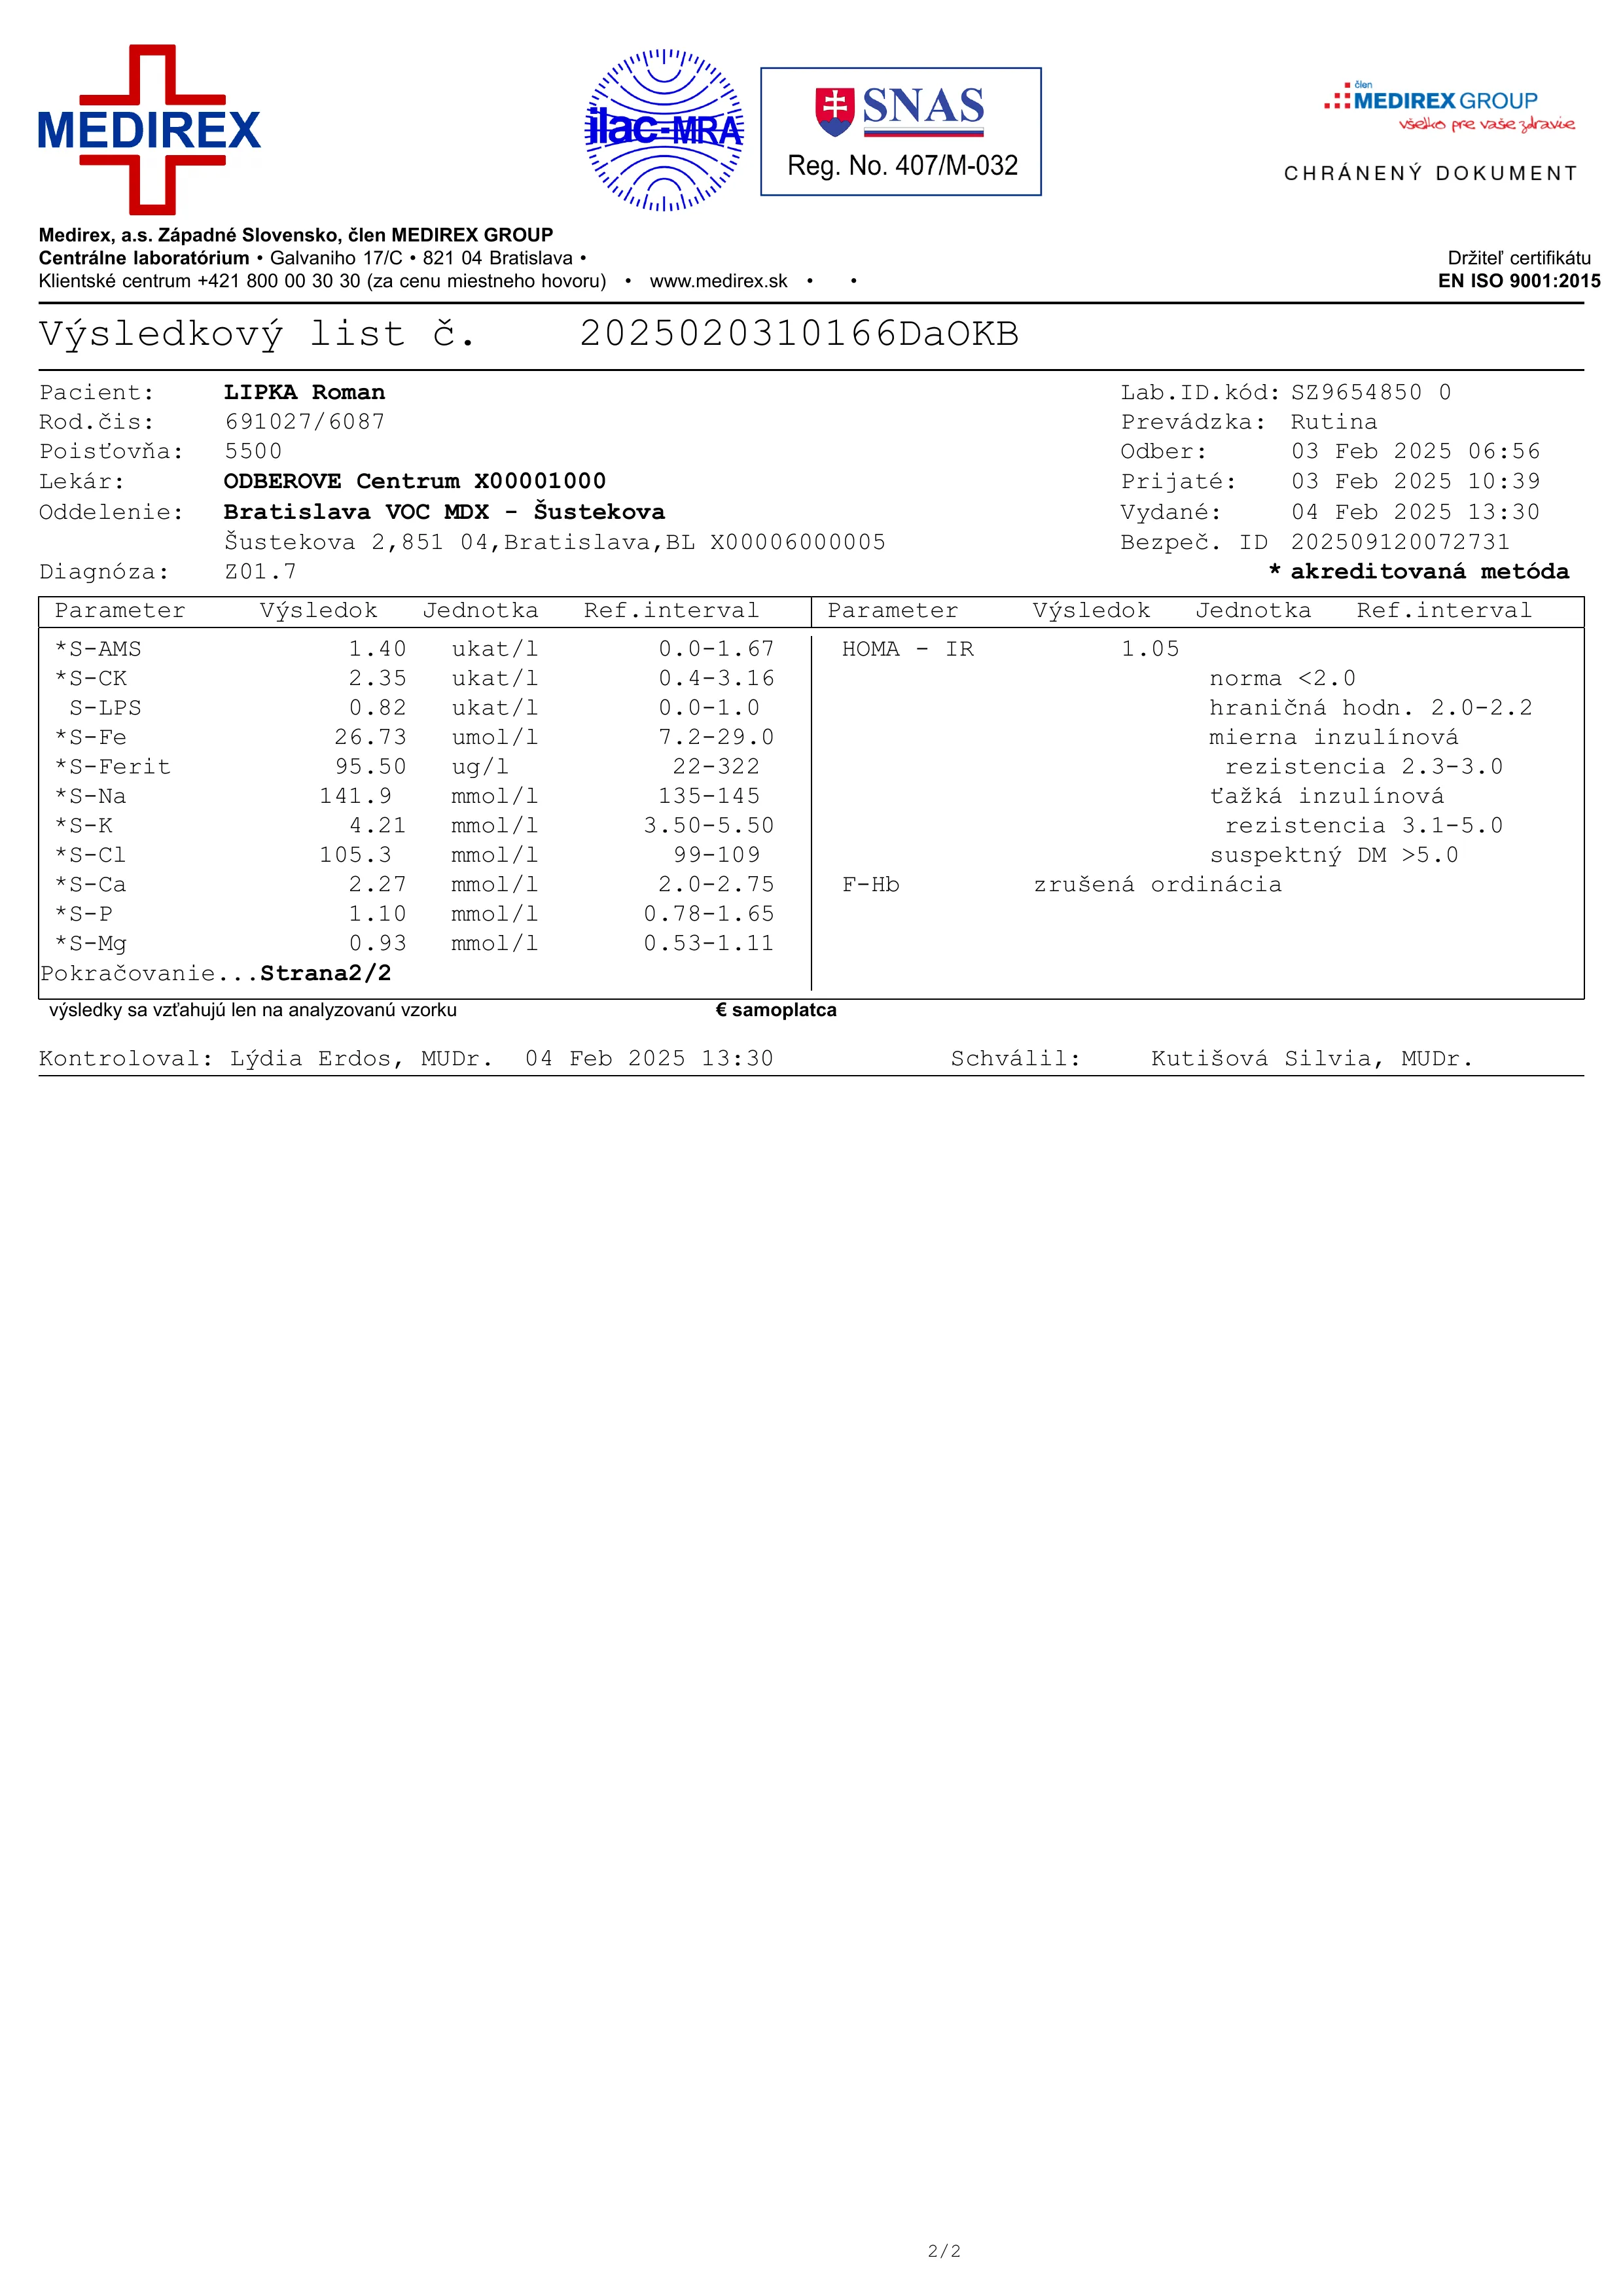 MEDIREX
ilac-MRA
SNAS
Reg. No. 407/M-032
člen
MEDIREX GROUP
všetko pre vaše zdravie
CHRÁNENÝ DOKUMENT
Medirex, a.s. Západné Slovensko, člen MEDIREX GROUP
Centrálne laboratórium • Galvaniho 17/C • 821 04 Bratislava •
Držiteľ certifikátu
Klientské centrum +421 800 00 30 30 (za cenu miestneho hovoru) • www.medirex.sk • •
EN ISO 9001:2015
Výsledkový list č. 2025020310166DaOKB
Pacient: LIPKA Roman
Rod.čis: 691027/6087
Poisťovňa: 5500
Lekár: ODBEROVE Centrum X00001000
Oddelenie: Bratislava VOC MDX - Šustekova
Šustekova 2,851 04,Bratislava,BL X00006000005
Diagnóza: Z01.7
Lab.ID.kód: SZ9654850 0
Prevádzka: Rutina
Odber: 03 Feb 2025 06:56
Prijaté: 03 Feb 2025 10:39
Vydané: 04 Feb 2025 13:30
Bezpeč. ID 202509120072731
* akreditovaná metóda
Parameter Výsledok Jednotka Ref.interval
*S-AMS 1.40 ukat/l 0.0-1.67
*S-CK 2.35 ukat/l 0.4-3.16
S-LPS 0.82 ukat/l 0.0-1.0
*S-Fe 26.73 umol/l 7.2-29.0
*S-Ferit 95.50 ug/l 22-322
*S-Na 141.9 mmol/l 135-145
*S-K 4.21 mmol/l 3.50-5.50
*S-Cl 105.3 mmol/l 99-109
*S-Ca 2.27 mmol/l 2.0-2.75
*S-P 1.10 mmol/l 0.78-1.65
*S-Mg 0.93 mmol/l 0.53-1.11
Pokračovanie...Strana2/2
Parameter Výsledok Jednotka Ref.interval
HOMA - IR 1.05
norma <2.0
hraničná hodn. 2.0-2.2
mierna inzulínová
rezistencia 2.3-3.0
ťažká inzulínová
rezistencia 3.1-5.0
suspektný DM >5.0
F-Hb zrušená ordinácia
výsledky sa vzťahujú len na analyzovanú vzorku € samoplatca
Kontroloval: Lýdia Erdos, MUDr. 04 Feb 2025 13:30 Schválil: Kutišová Silvia, MUDr.
2/2